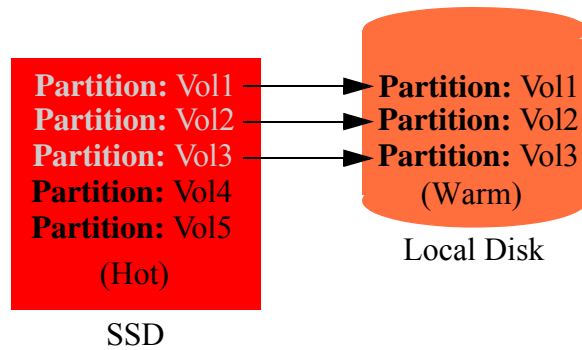 Partition: Vol1
Partition: Vol2
Partition: Vol3
Partition: Vol4
Partition: Vol5
(Hot)
SSD
Partition: Vol1
Partition: Vol2
Partition: Vol3
(Warm)
Local Disk